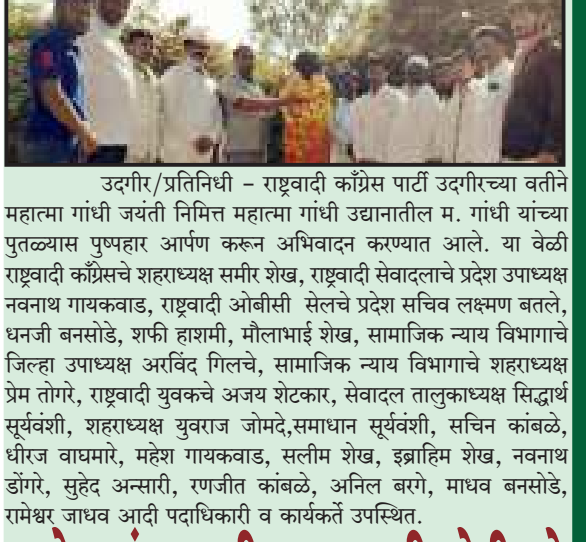 उदगीर/प्रतिनिधी – राष्ट्रवादी काँग्रेस पार्टी उदगीरच्या वतीने
महात्मा गांधी जयंती निमित्त महात्मा गांधी उद्यानातील म. गांधी यांच्या
पुतळ्यास पुष्पहार आर्पण करून अभिवादन करण्यात आले. या वेळी
राष्ट्रवादी काँग्रेसचे शहराध्यक्ष समीर शेख, राष्ट्रवादी सेवादलाचे प्रदेश उपाध्यक्ष
नवनाथ गायकवाड, राष्ट्रवादी ओबीसी सेलचे प्रदेश सचिव लक्ष्मण बतले,
धनजी बनसोडे, शफी हाशमी, मौलाभाई शेख, सामाजिक न्याय विभागाचे
जिल्हा उपाध्यक्ष अरविंद गिलचे, सामाजिक न्याय विभागाचे शहराध्यक्ष
प्रेम तोगरे, राष्ट्रवादी युवकचे अजय शेटकार, सेवादल तालुकाध्यक्ष सिद्धार्थ
सूर्यवंशी, शहराध्यक्ष युवराज जोमदे,समाधान सूर्यवंशी, सचिन कांबळे,
धीरज वाघमारे, महेश गायकवाड, सलीम शेख, इब्राहिम शेख, नवनाथ
डोंगरे, सुहेद अन्सारी, रणजीत कांबळे, अनिल बरगे, माधव बनसोडे,
रामेश्वर जाधव आदी पदाधिकारी व कार्यकर्ते उपस्थित.